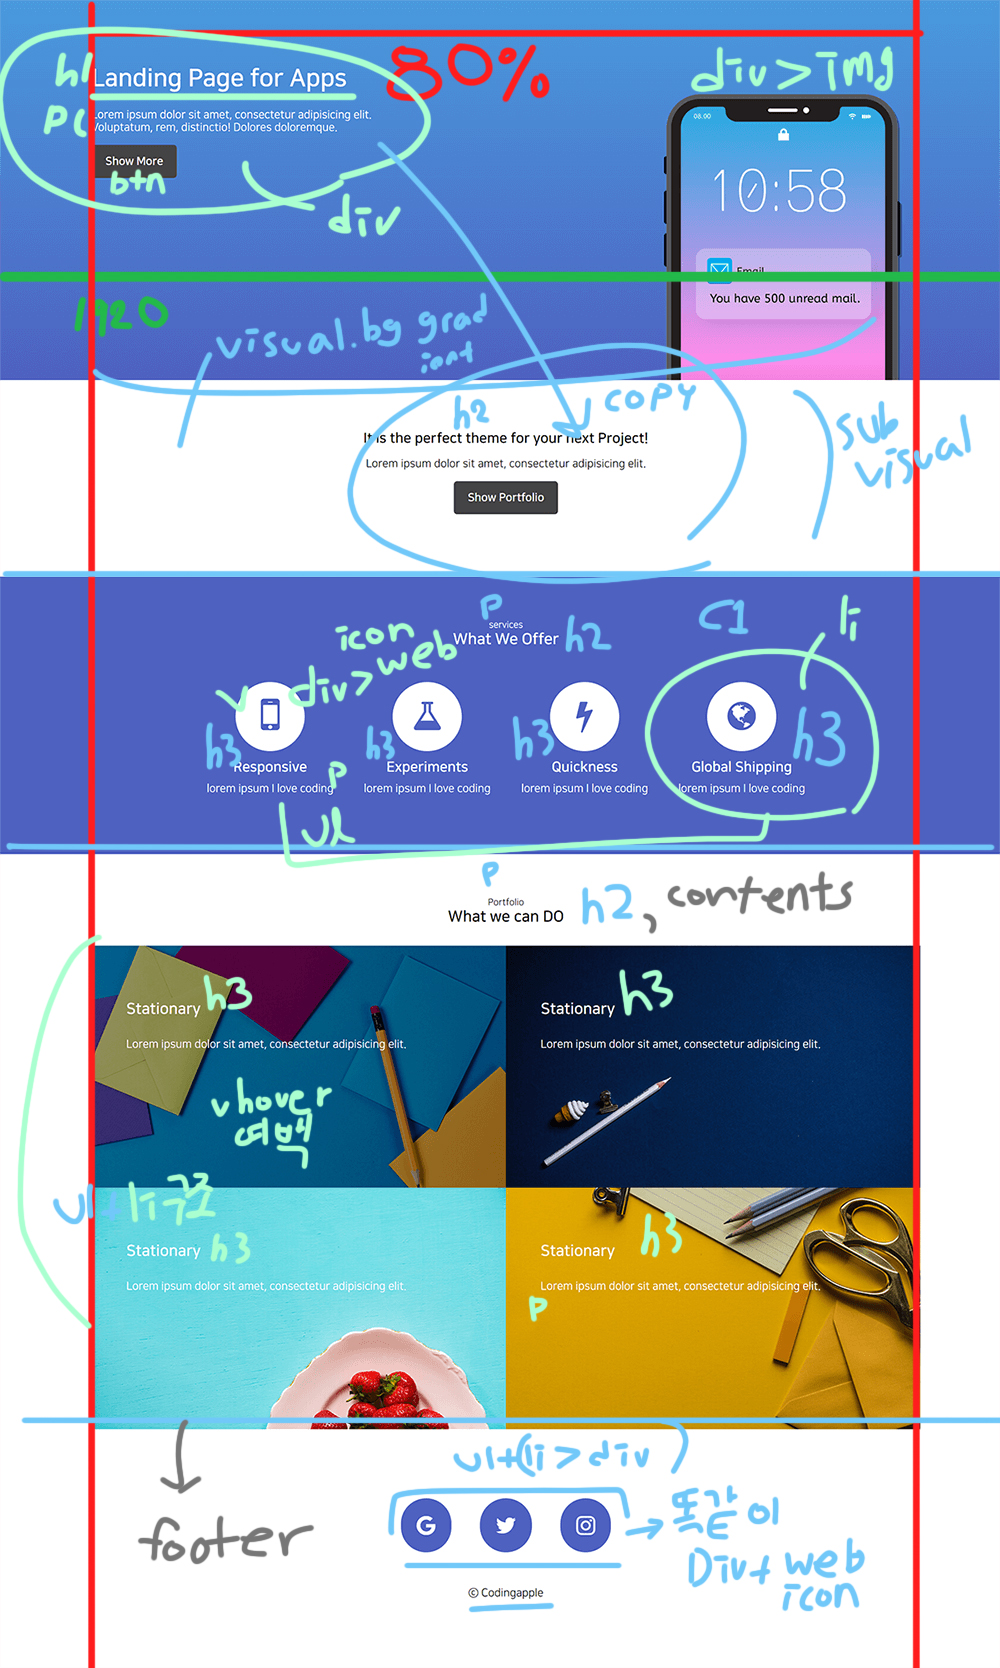 80%
div>img
h1
Landing Page for Apps
p
Lorem ipsum dolor sit amet, consectetur adipisicing elit.
Voluptatum, rem, distinctio! Dolores doloremque.
Show More
btn
div
08:00
10:58
Email
You have 500 unread mail.
1920
visual.bg grad
ient
h2
COPY
It is the perfect theme for your next Project!
Lorem ipsum dolor sit amet, consectetur adipisicing elit.
Show Portfolio
sub
visual
p
services
What We Offer
h2
C1
li
icon
div>web
h3
h3
h3
h3
Responsive
Experiments
Quickness
Global Shipping
p
lorem ipsum I love coding
lorem ipsum I love coding
lorem ipsum I love coding
lorem ipsum I love coding
ul
p
Portfolio
What we can DO
h2, contents
Stationary
h3
Lorem ipsum dolor sit amet, consectetur adipisicing elit.
Stationary
h3
Lorem ipsum dolor sit amet, consectetur adipisicing elit.
v hover
여백
ul+li구조
Stationary
h3
Lorem ipsum dolor sit amet, consectetur adipisicing elit.
Stationary
h3
Lorem ipsum dolor sit amet, consectetur adipisicing elit.
p
ul+(li>div)
footer
G
똑같이
Div+web
icon
© Codingapple